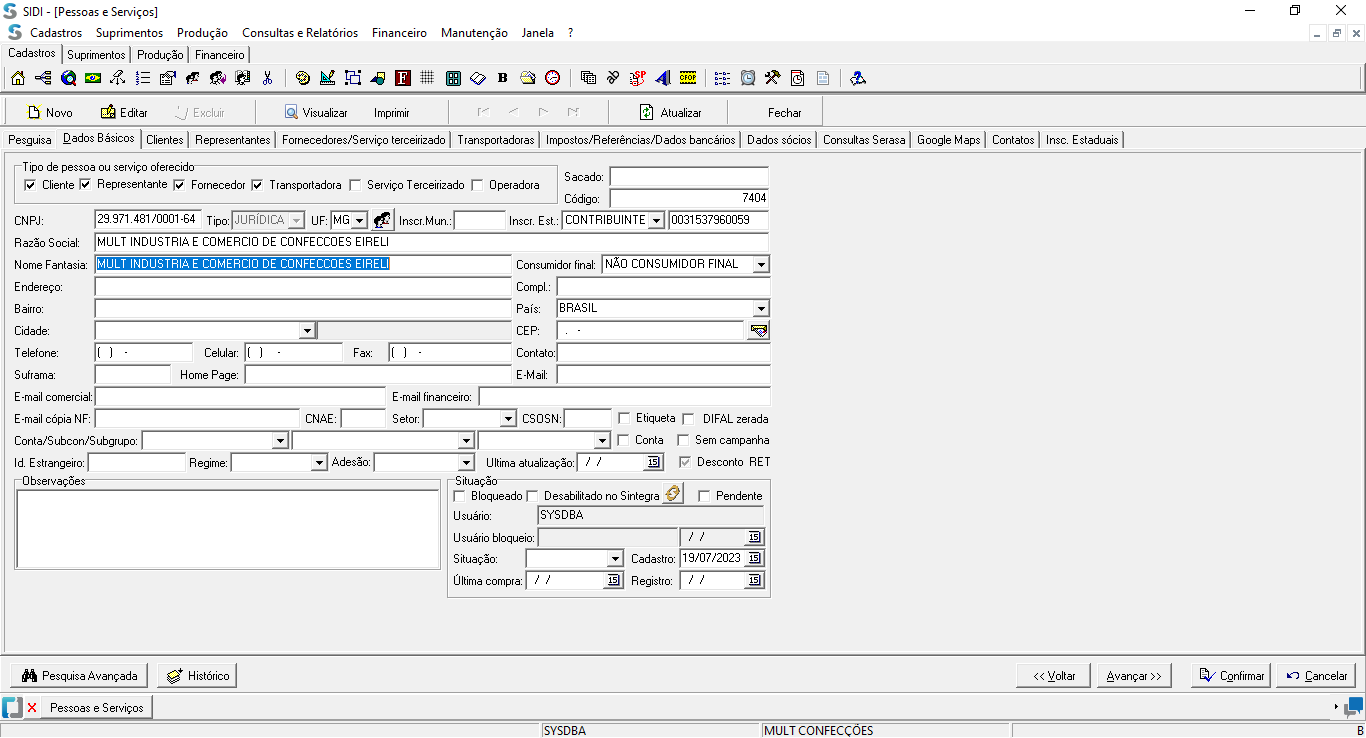 SIDI - [Pessoas e Serviços]
Cadastros Suprimentos Produção Consultas e Relatórios Financeiro Manutenção Janela ?
Cadastros Suprimentos Produção Financeiro
Novo Editar Excluir Visualizar Imprimir Atualizar Fechar
Pesquisa Dados Básicos Clientes Representantes Fornecedores/Serviço terceirizado Transportadoras Impostos/Referências/Dados bancários Dados sócios Consultas Serasa Google Maps Contatos Insc. Estaduais
Tipo de pessoa ou serviço oferecido
Cliente Representante Fornecedor Transportadora Serviço Terceirizado Operadora
Sacado:
Código: 7404
CNPJ: 29.971.481/0001-64 Tipo: JURÍDICA UF: MG Inscr.Mun.: Inscr. Est.: CONTRIBUINTE 0031537960059
Razão Social: MULT INDUSTRIA E COMERCIO DE CONFECCOES EIRELI
Nome Fantasia: MULT INDUSTRIA E COMERCIO DE CONFECCOES EIRELI Consumidor final: NÃO CONSUMIDOR FINAL
Endereço: Compl.:
Bairro: País: BRASIL
Cidade: CEP: . -
Telefone: ( ) - Celular: ( ) - Fax: ( ) - Contato:
Suframa: Home Page: E-Mail:
E-mail comercial: E-mail financeiro:
E-mail cópia NF: CNAE: Setor: CSOSN: Etiqueta DIFAL zerada
Conta/Subcon/Subgrupo: Conta Sem campanha
Id. Estrangeiro: Regime: Adesão: Ultima atualização: / / 15 Desconto RET
Observações
Situação
Bloqueado Desabilitado no Sintegra Pendente
Usuário: SYSDBA
Usuário bloqueio: / / 15
Situação: Cadastro: 19/07/2023 15
Última compra: / / 15 Registro: / / 15
Pesquisa Avançada Histórico << Voltar Avançar >> Confirmar Cancelar
Pessoas e Serviços
SYSDBA MULT CONFECÇÕES B